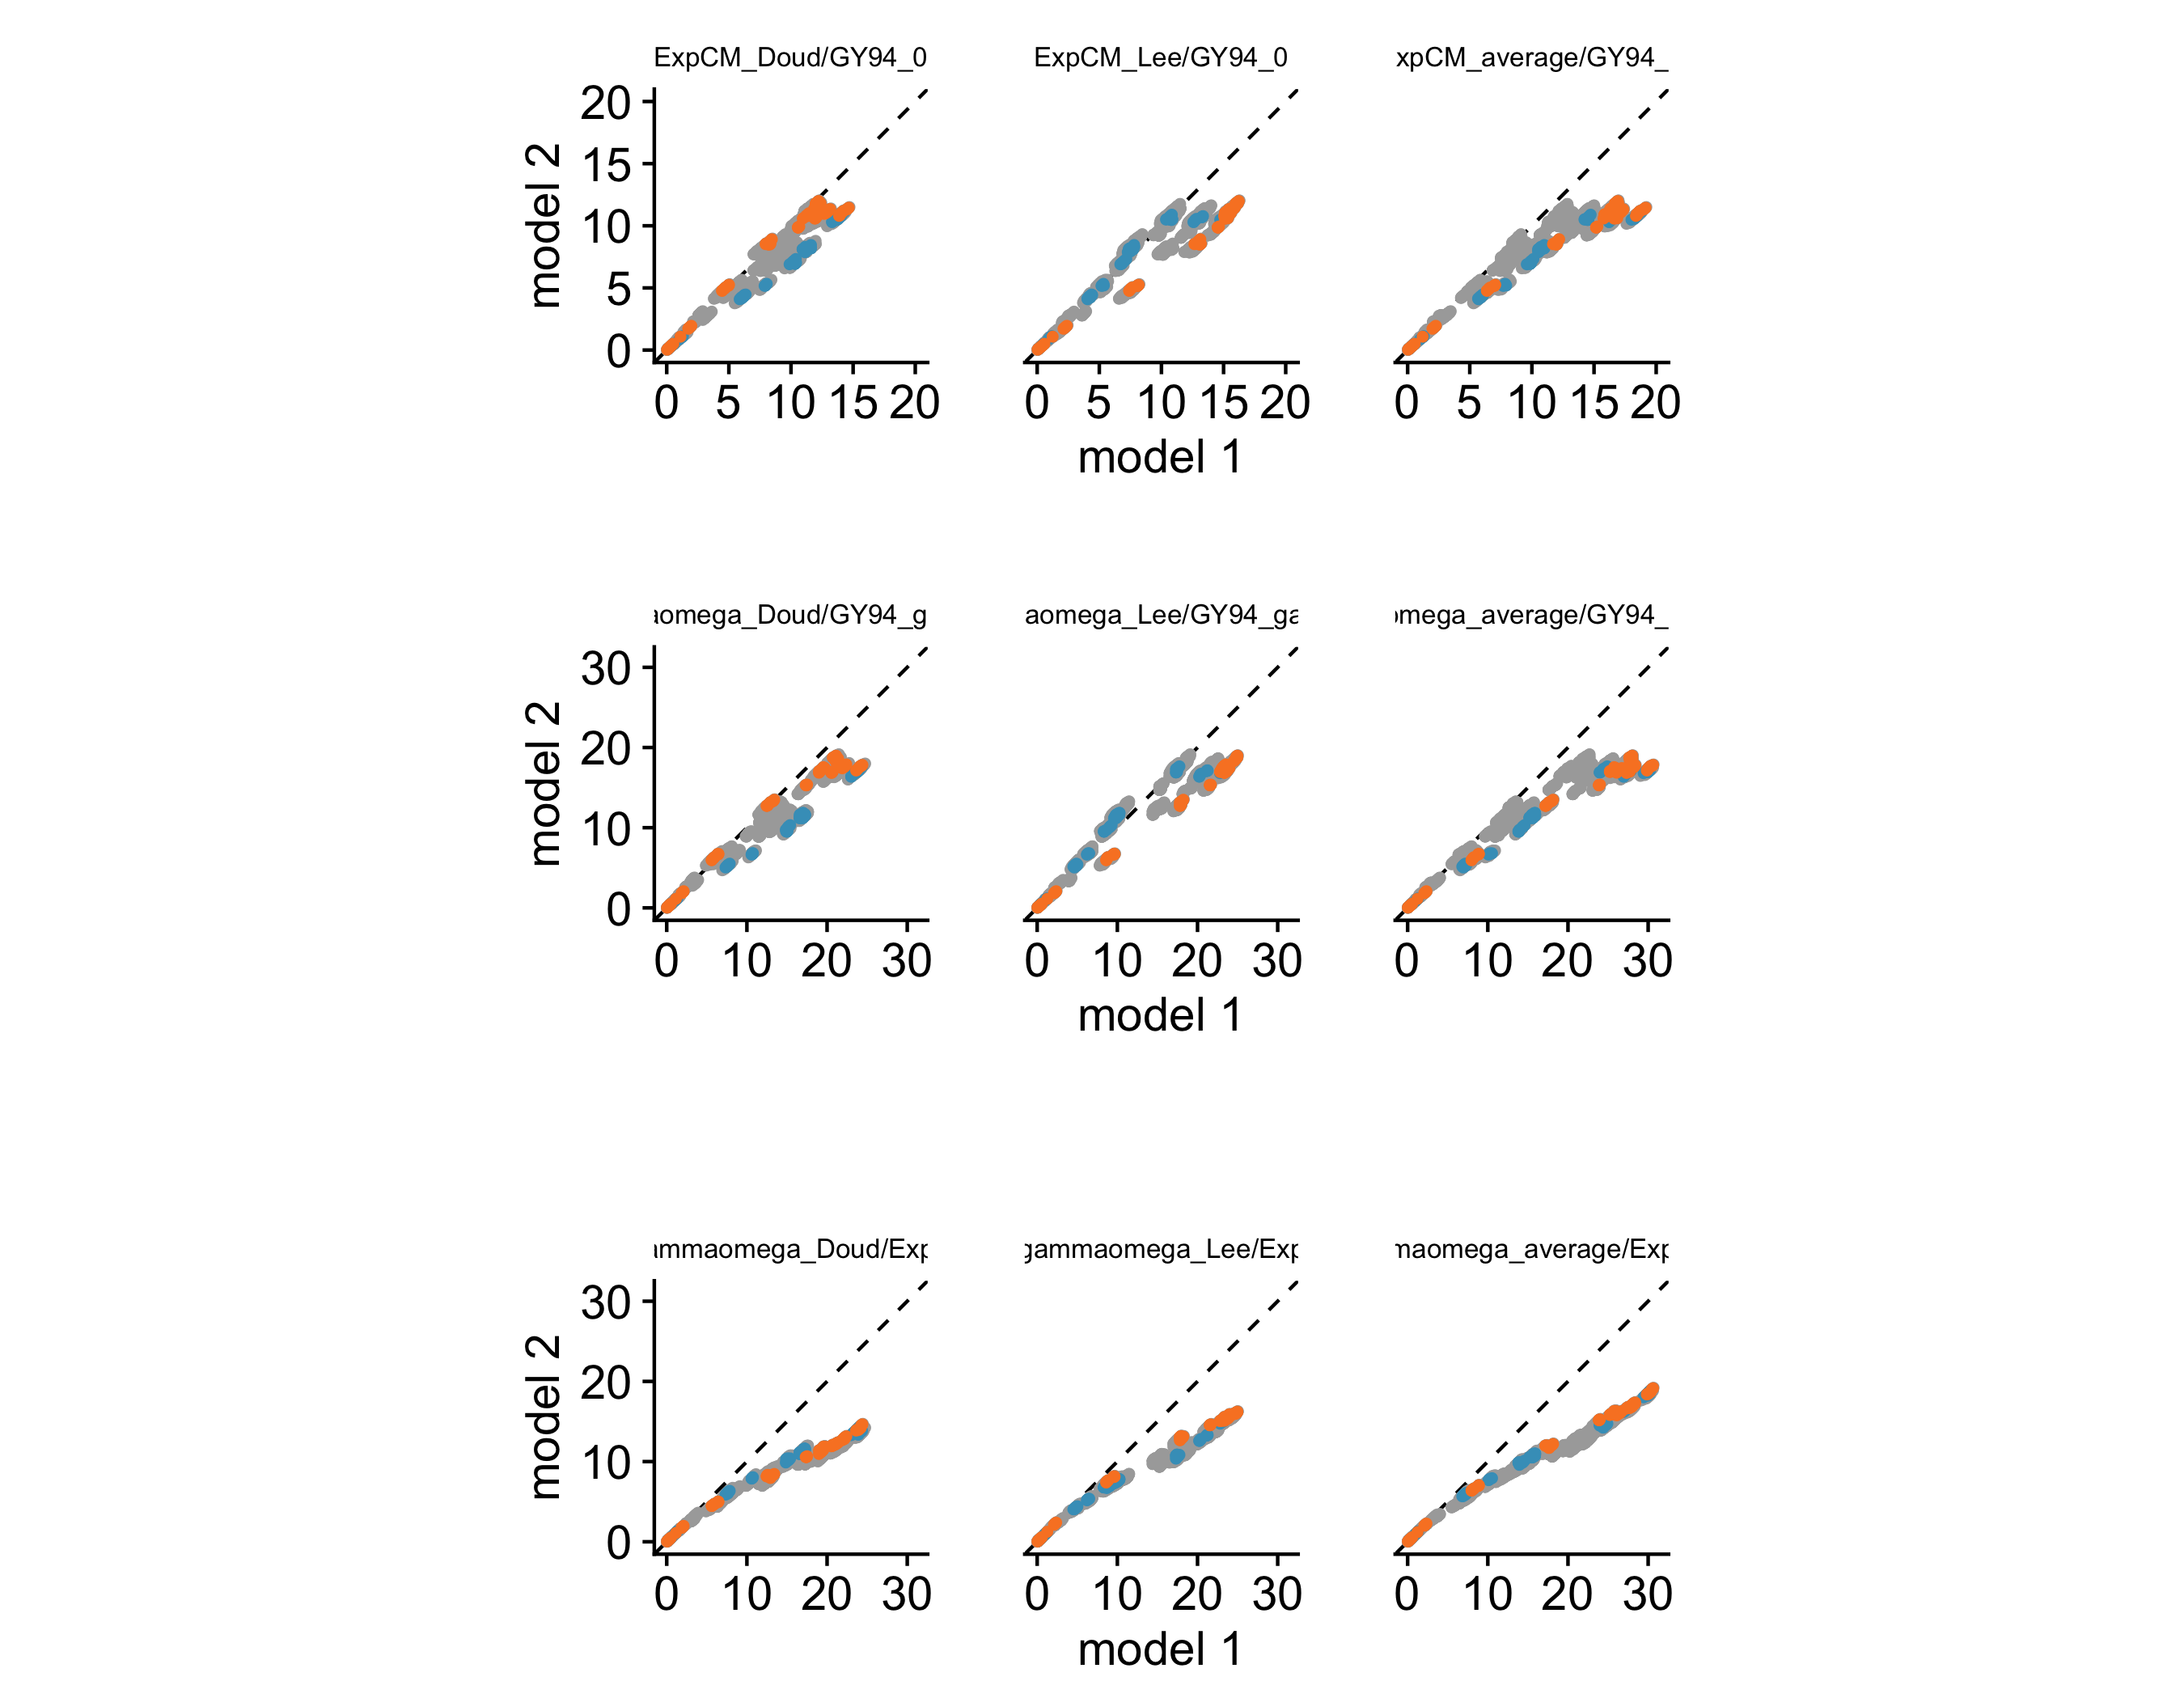 ExpCM_Doud/GY94_0 ExpCM_Lee/GY94_0 xpCM_average/GY94_
20
15
10
5
0
model 2
0 5 10 15 20 0 5 10 15 20 0 5 10 15 20
model 1
aomega_Doud/GY94_g aomega_Lee/GY94_ga omega_average/GY94_
30
20
10
0
model 2
0 10 20 30 0 10 20 30 0 10 20 30
model 1
ammaomega_Doud/Exp gammaomega_Lee/Exp maomega_average/Exp
30
20
10
0
model 2
0 10 20 30 0 10 20 30 0 10 20 30
model 1